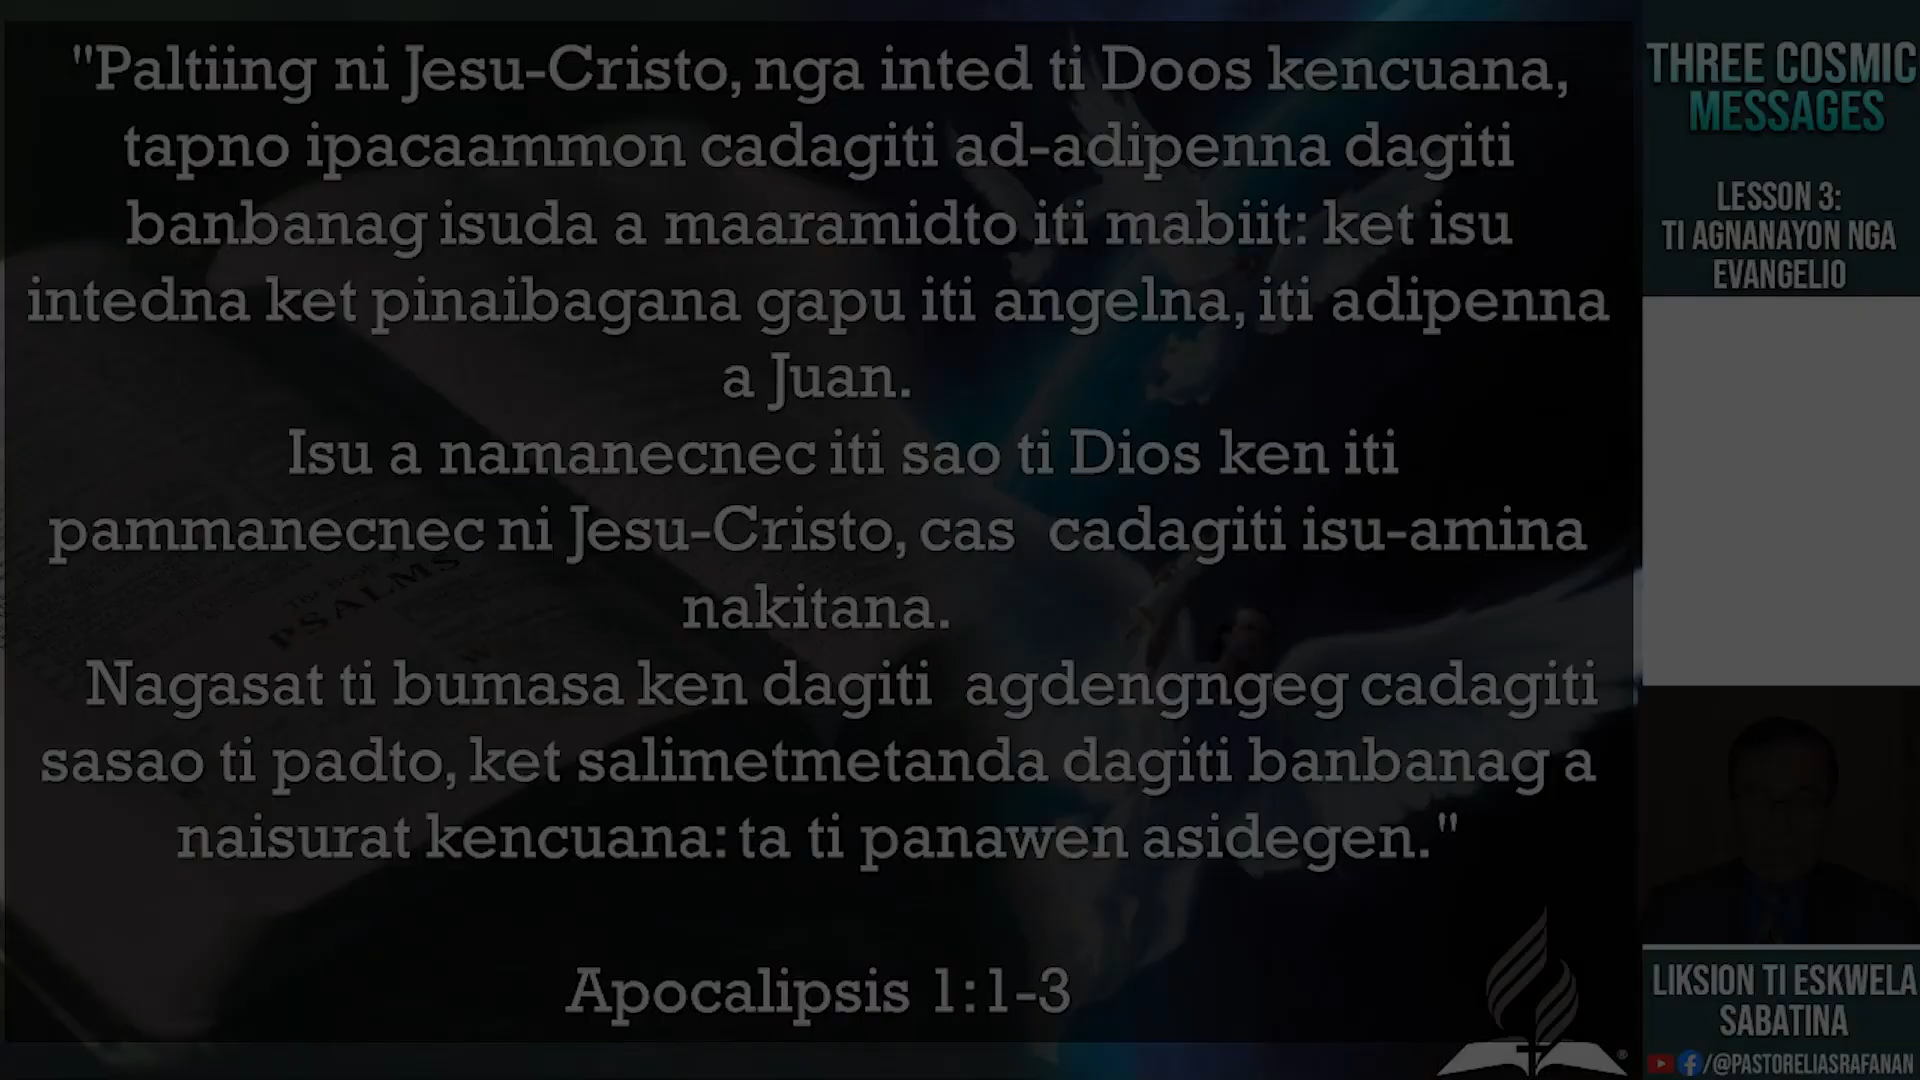 "Paltiing ni Jesu-Cristo, nga inted ti Doos kencuana,
tapno ipacaammon cadagiti ad-adipenna dagiti
banbanag isuda a maaramidto iti mabiit: ket isu
intedna ket pinaibagana gapu iti angelna, iti adipenna
a Juan.
Isu a namanecnec iti sao ti Dios ken iti
pammanecnec ni Jesu-Cristo, cas cadagiti isu-amina
nakitana.
Nagasat ti bumasa ken dagiti agdengngeg cadagiti
sasao ti padto, ket salimetmetanda dagiti banbanag a
naisurat kencuana: ta ti panawen asidegen."
Apocalipsis 1:1-3
PSALMS
THREE COSMIC
MESSAGES
LESSON 3:
TI AGNANAYON NGA
EVANGELIO
LIKSION TI ESKWELA
SABATINA
/@PASTORELIASRAFANAN